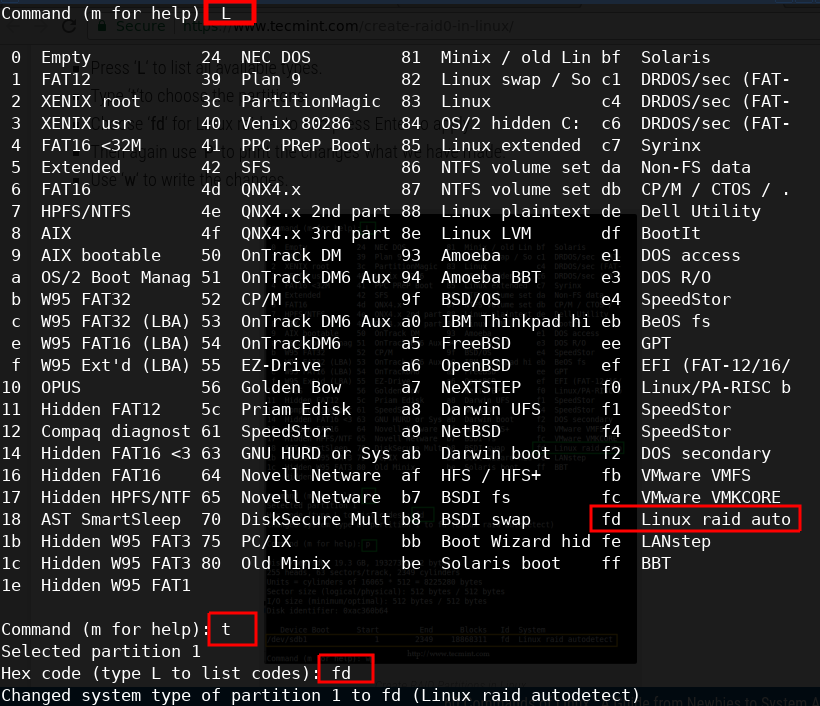 Command (m for help): L
Secure https://www.tecmint.com/create-raid0-in-linux/
0 Empty 24 NEC DOS 81 Minix / old Lin bf Solaris
1 FAT12 39 Plan 9 82 Linux swap / So c1 DRDOS/sec (FAT-
2 XENIX root 3c PartitionMagic 83 Linux c4 DRDOS/sec (FAT-
3 XENIX usr 40 Venix 80286 84 OS/2 hidden C: c6 DRDOS/sec (FAT-
4 FAT16 <32M 41 PPC PReP Boot 85 Linux extended c7 Syrinx
5 Extended 42 SFS 86 NTFS volume set da Non-FS data
6 FAT16 4d QNX4.x 87 NTFS volume set db CP/M / CTOS / .
7 HPFS/NTFS 4e QNX4.x 2nd part 88 Linux plaintext de Dell Utility
8 AIX 4f QNX4.x 3rd part 8e Linux LVM df BootIt
9 AIX bootable 50 OnTrack DM 93 Amoeba e1 DOS access
a OS/2 Boot Manag 51 OnTrack DM6 Aux 94 Amoeba BBT e3 DOS R/O
b W95 FAT32 52 CP/M 9f BSD/OS e4 SpeedStor
c W95 FAT32 (LBA) 53 OnTrack DM6 Aux a0 IBM Thinkpad hi eb BeOS fs
e W95 FAT16 (LBA) 54 OnTrackDM6 a5 FreeBSD ee GPT
f W95 Ext'd (LBA) 55 EZ-Drive a6 OpenBSD ef EFI (FAT-12/16/
10 OPUS 56 Golden Bow a7 NeXTSTEP f0 Linux/PA-RISC b
11 Hidden FAT12 5c Priam Edisk a8 Darwin UFS f1 SpeedStor
12 Compaq diagnost 61 SpeedStor a9 NetBSD f4 SpeedStor
14 Hidden FAT16 <3 63 GNU HURD or Sys ab Darwin boot f2 DOS secondary
16 Hidden FAT16 64 Novell Netware af HFS / HFS+ fb VMware VMFS
17 Hidden HPFS/NTF 65 Novell Netware b7 BSDI fs fc VMware VMKCORE
18 AST SmartSleep 70 DiskSecure Mult b8 BSDI swap fd Linux raid auto
1b Hidden W95 FAT3 75 PC/IX bb Boot Wizard hid fe LANstep
1c Hidden W95 FAT3 80 Old Minix be Solaris boot ff BBT
1e Hidden W95 FAT1
Command (m for help): t
Selected partition 1
Hex code (type L to list codes): fd
Changed system type of partition 1 to fd (Linux raid autodetect)